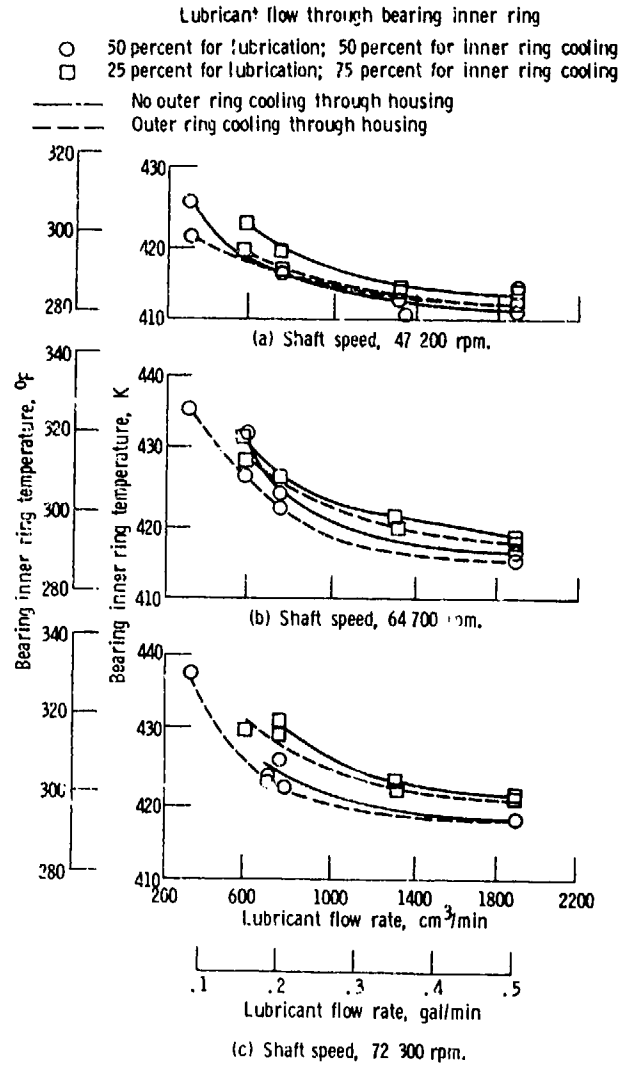 Lubricant flow through bearing inner ring
50 percent for lubrication; 50 percent for inner ring cooling
25 percent for lubrication; 75 percent for inner ring cooling
No outer ring cooling through housing
Outer ring cooling through housing
320
300
280
430
420
410
(a) Shaft speed, 47 200 rpm.
340
320
300
280
440
430
420
410
(b) Shaft speed, 64 700 rpm.
340
320
300
280
440
430
420
410
Bearing inner ring temperature, °F
Bearing inner ring temperature, K
200 600 1000 1400 1800 2200
Lubricant flow rate, cm³/min
.1 .2 .3 .4 .5
Lubricant flow rate, gal/min
(c) Shaft speed, 72 300 rpm.